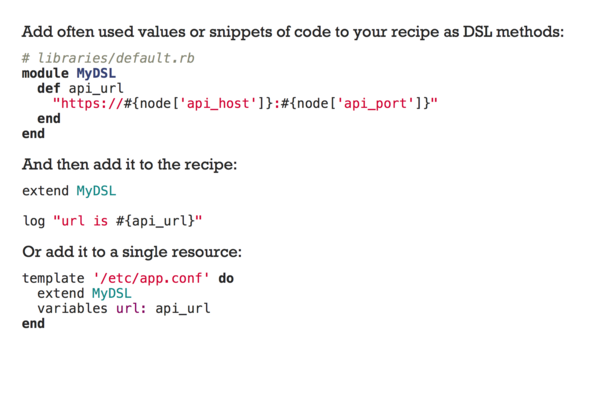 Add often used values or snippets of code to your recipe as DSL methods:
# libraries/default.rb
module MyDSL
  def api_url
    "https://#{node['api_host']}:#{node['api_port']}"
  end
end
And then add it to the recipe:
extend MyDSL
log "url is #{api_url}"
Or add it to a single resource:
template '/etc/app.conf' do
  extend MyDSL
  variables url: api_url
end